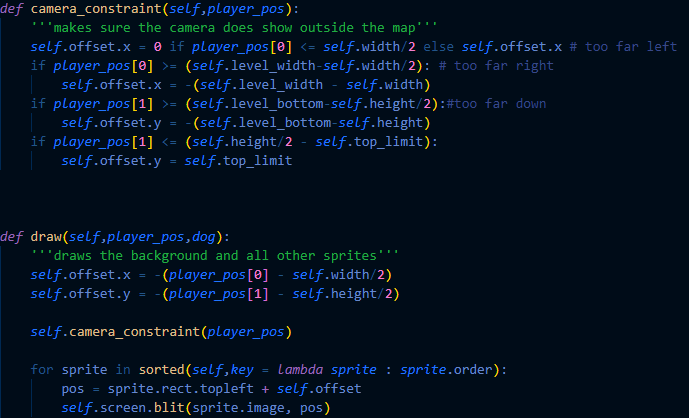 def camera_constraint(self,player_pos):
    '''makes sure the camera does show outside the map'''
    self.offset.x = 0 if player_pos[0] <= self.width/2 else self.offset.x # too far left
    if player_pos[0] >= (self.level_width-self.width/2): # too far right
        self.offset.x = -(self.level_width - self.width)
    if player_pos[1] >= (self.level_bottom-self.height/2):#too far down
        self.offset.y = -(self.level_bottom-self.height)
    if player_pos[1] <= (self.height/2 - self.top_limit):
        self.offset.y = self.top_limit
def draw(self,player_pos,dog):
    '''draws the background and all other sprites'''
    self.offset.x = -(player_pos[0] - self.width/2)
    self.offset.y = -(player_pos[1] - self.height/2)
    self.camera_constraint(player_pos)
    for sprite in sorted(self,key = lambda sprite : sprite.order):
        pos = sprite.rect.topleft + self.offset
        self.screen.blit(sprite.image, pos)